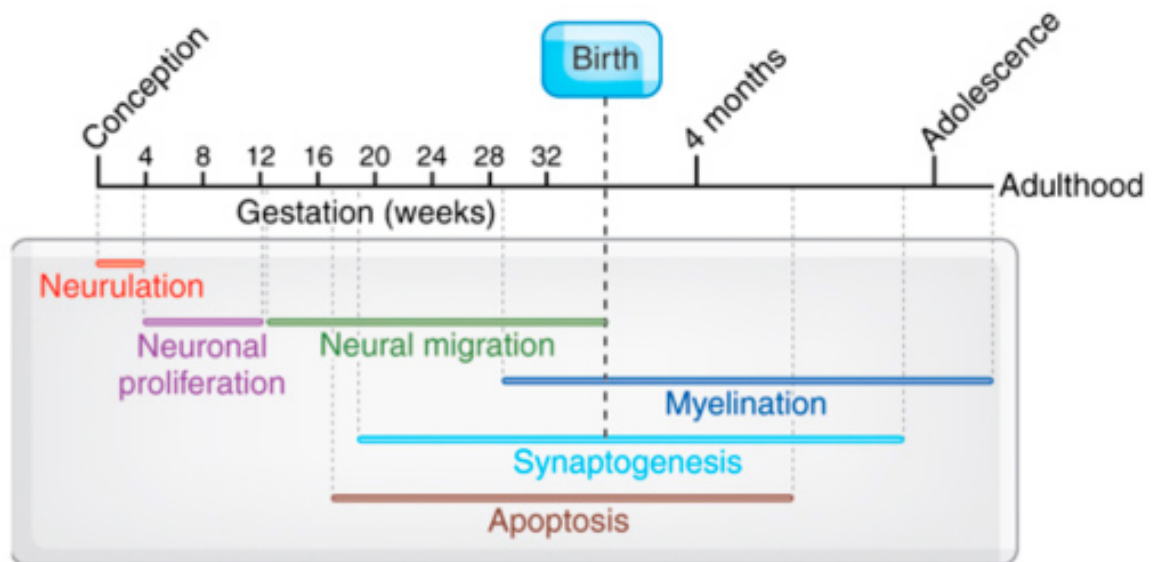 Conception
Birth
4 months
Adolescence
4 8 12 16 20 24 28 32
Adulthood
Gestation (weeks)
Neurulation
Neuronal
proliferation
Neural migration
Myelination
Synaptogenesis
Apoptosis